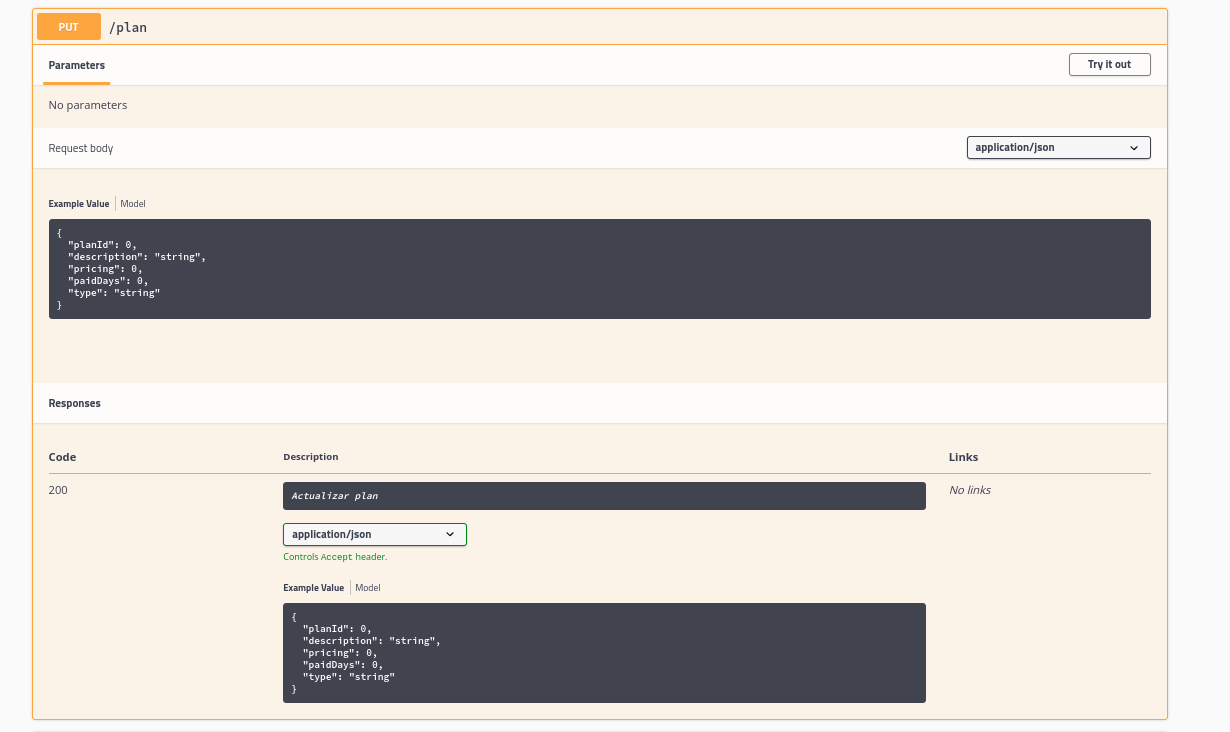 PUT /plan
Parameters Try it out
No parameters
Request body application/json
Example Value Model
{
  "planId": 0,
  "description": "string",
  "pricing": 0,
  "paidDays": 0,
  "type": "string"
}
Responses
Code Description Links
200 Actualizar plan No links
application/json
Controls Accept header.
Example Value Model
{
  "planId": 0,
  "description": "string",
  "pricing": 0,
  "paidDays": 0,
  "type": "string"
}